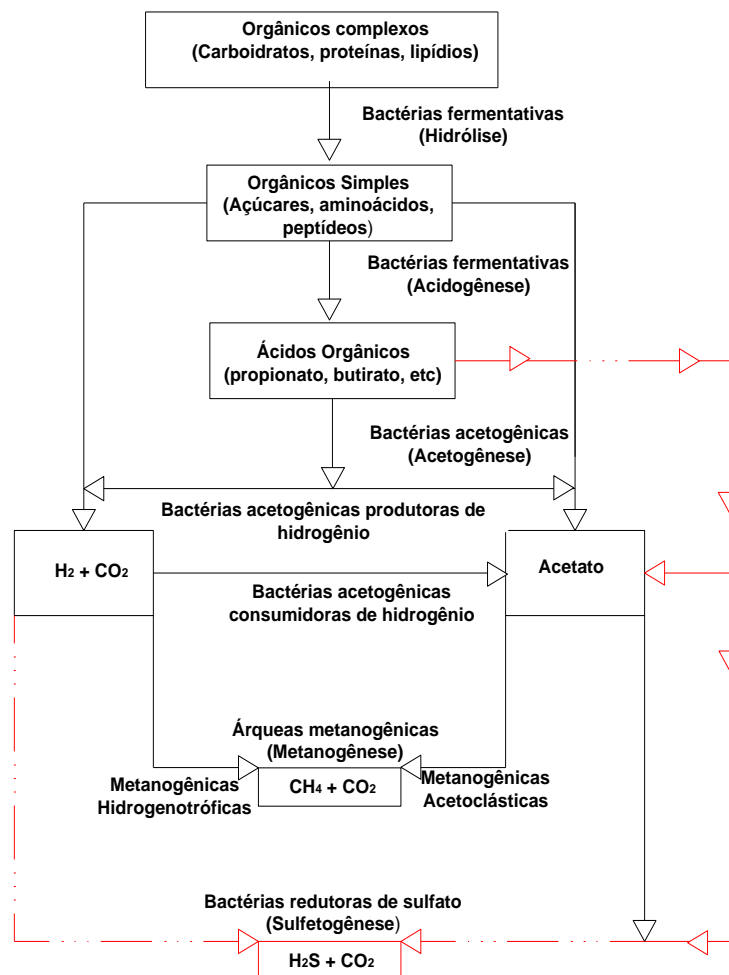 Orgânicos complexos
(Carboidratos, proteínas, lipídios)
Bactérias fermentativas
(Hidrólise)
Orgânicos Simples
(Açúcares, aminoácidos,
peptídeos)
Bactérias fermentativas
(Acidogênese)
Ácidos Orgânicos
(propionato, butirato, etc)
Bactérias acetogênicas
(Acetogênese)
Bactérias acetogênicas produtoras de
hidrogênio
H2 + CO2
Acetato
Bactérias acetogênicas
consumidoras de hidrogênio
Árqueas metanogênicas
(Metanogênese)
Metanogênicas
Hidrogenotróficas
CH4 + CO2
Metanogênicas
Acetoclásticas
Bactérias redutoras de sulfato
(Sulfetogênese)
H2S + CO2